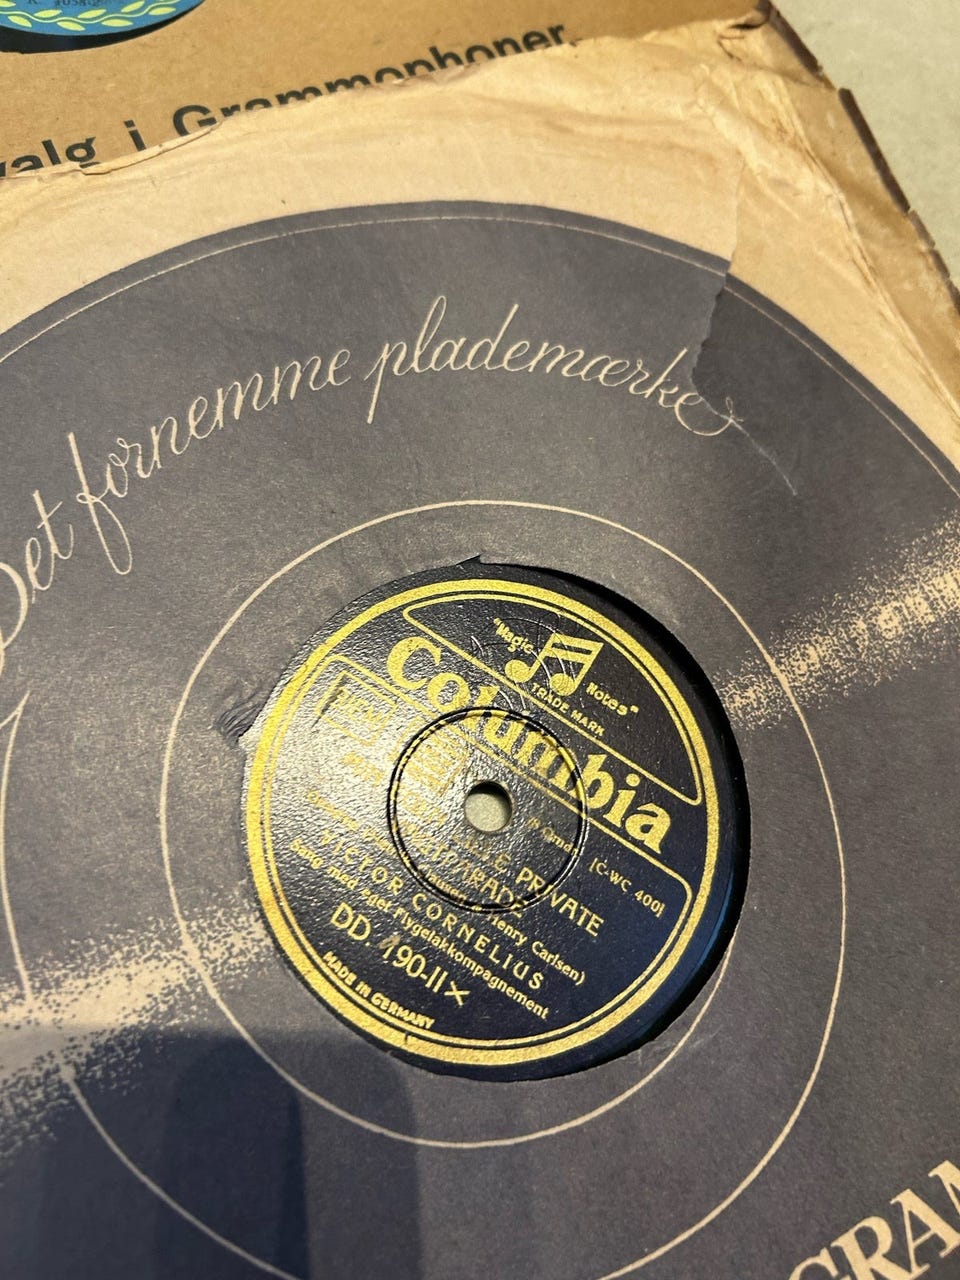 valg i Grammophoner.
Det fornemme plademærke
"Magic Notes"
TRADE MARK
Columbia
[C-WC 400]
PRIVATE
PARADE
Henry Carlsen)
VICTOR CORNELIUS
Sang med eget Flygelakkompagnement
DD. 190-II X
MADE IN GERMANY
GRAM